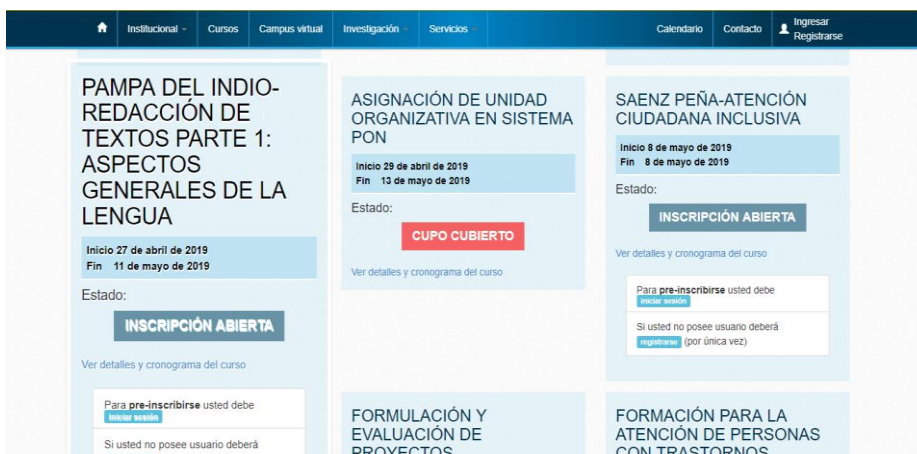 Institucional
Cursos
Campus virtual
Investigación
Servicios
Calendario
Contacto
Ingresar
Registrarse
PAMPA DEL INDIO-
REDACCIÓN DE
TEXTOS PARTE 1:
ASPECTOS
GENERALES DE LA
LENGUA
Inicio 27 de abril de 2019
Fin 11 de mayo de 2019
Estado:
INSCRIPCIÓN ABIERTA
Ver detalles y cronograma del curso
Para pre-inscribirse usted debe
iniciar sesión
Si usted no posee usuario deberá
ASIGNACIÓN DE UNIDAD
ORGANIZATIVA EN SISTEMA
PON
Inicio 29 de abril de 2019
Fin 13 de mayo de 2019
Estado:
CUPO CUBIERTO
Ver detalles y cronograma del curso
FORMULACIÓN Y
EVALUACIÓN DE
PROYECTOS
SAENZ PEÑA-ATENCIÓN
CIUDADANA INCLUSIVA
Inicio 8 de mayo de 2019
Fin 8 de mayo de 2019
Estado:
INSCRIPCIÓN ABIERTA
Ver detalles y cronograma del curso
Para pre-inscribirse usted debe
iniciar sesión
Si usted no posee usuario deberá
registrarse (por única vez)
FORMACIÓN PARA LA
ATENCIÓN DE PERSONAS
CON TRASTORNOS